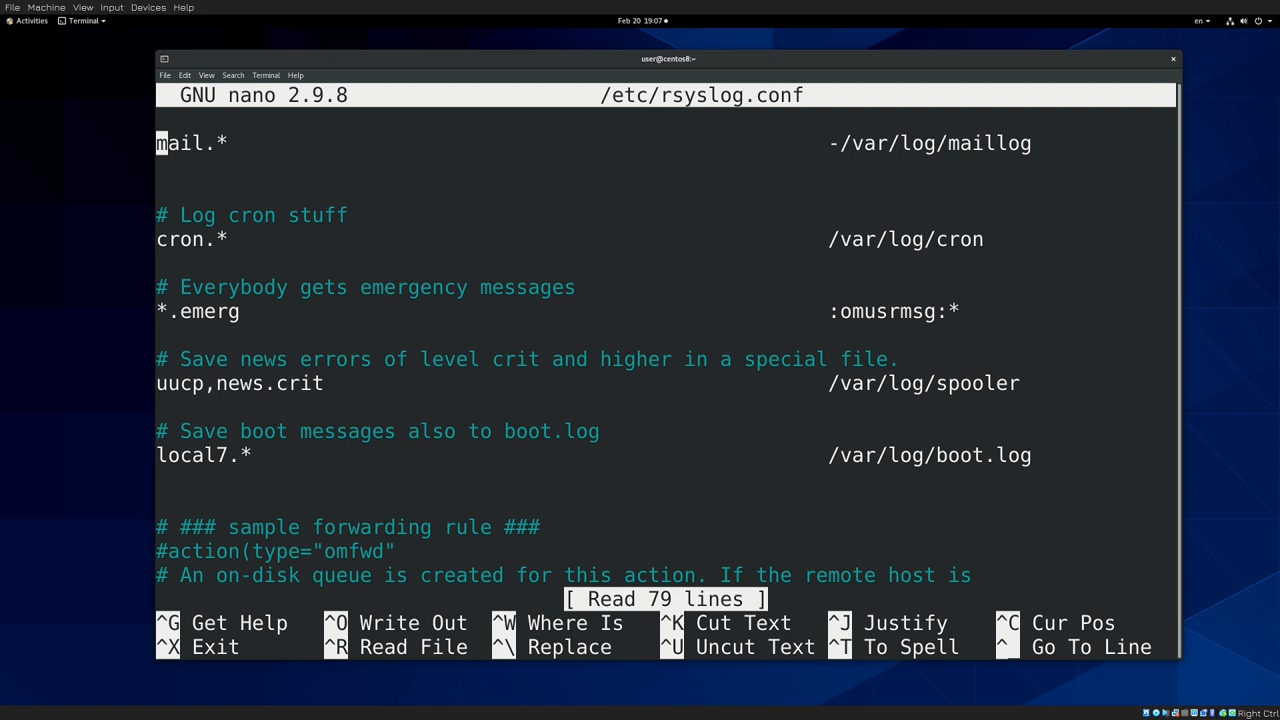 File Machine View Input Devices Help
Activities Terminal Feb 20 19:07 en
user@centos8:~
File Edit View Search Terminal Help
GNU nano 2.9.8 /etc/rsyslog.conf
mail.* -/var/log/maillog
# Log cron stuff
cron.* /var/log/cron
# Everybody gets emergency messages
*.emerg :omusrmsg:*
# Save news errors of level crit and higher in a special file.
uucp,news.crit /var/log/spooler
# Save boot messages also to boot.log
local7.* /var/log/boot.log
# ### sample forwarding rule ###
#action(type="omfwd"
# An on-disk queue is created for this action. If the remote host is
[ Read 79 lines ]
^G Get Help ^O Write Out ^W Where Is ^K Cut Text ^J Justify ^C Cur Pos
^X Exit ^R Read File ^\ Replace ^U Uncut Text ^T To Spell ^_ Go To Line
Right Ctrl